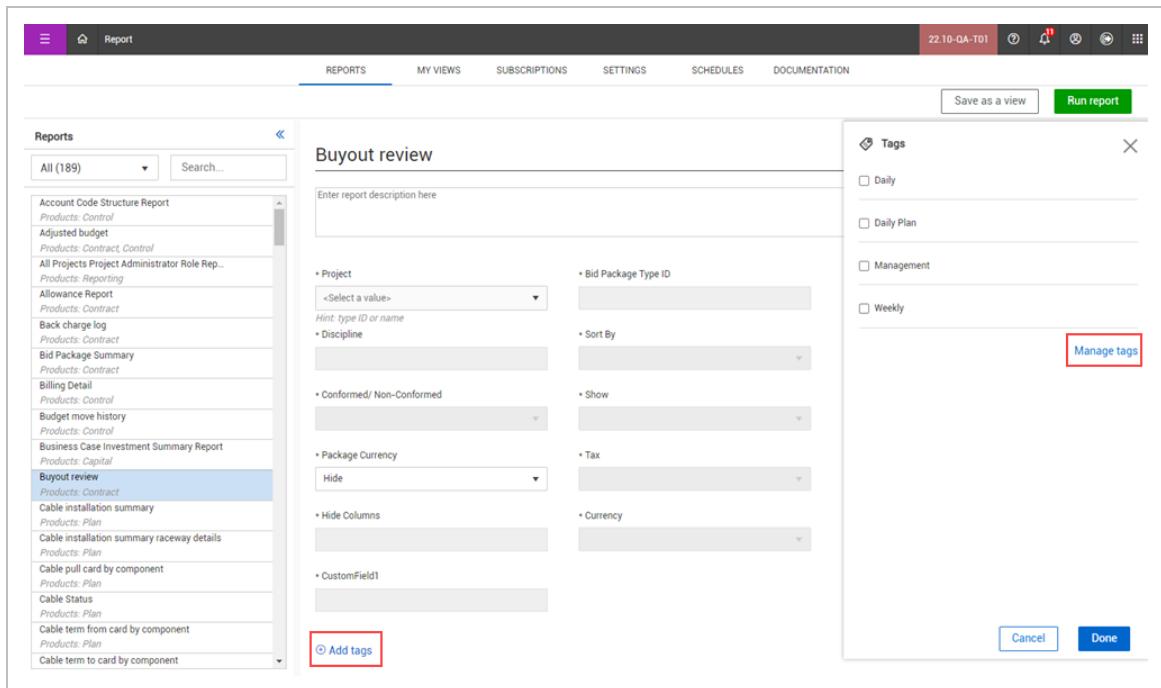 Report
22.10-QA-T01
11
REPORTS MY VIEWS SUBSCRIPTIONS SETTINGS SCHEDULES DOCUMENTATION
Save as a view
Run report
Reports
All (189)
Search...
Account Code Structure Report
Products: Control
Adjusted budget
Products: Contract, Control
All Projects Project Administrator Role Rep...
Products: Reporting
Allowance Report
Products: Contract
Back charge log
Products: Contract
Bid Package Summary
Products: Contract
Billing Detail
Products: Control
Budget move history
Products: Control
Business Case Investment Summary Report
Products: Capital
Buyout review
Products: Contract
Cable installation summary
Products: Plan
Cable installation summary raceway details
Products: Plan
Cable pull card by component
Products: Plan
Cable Status
Products: Plan
Cable term from card by component
Products: Plan
Cable term to card by component
Buyout review
Enter report description here
• Project
<Select a value>
Hint: type ID or name
• Bid Package Type ID
• Discipline
• Sort By
• Conformed/ Non-Conformed
• Show
• Package Currency
Hide
• Tax
• Hide Columns
• Currency
• CustomField1
Add tags
Tags
Daily
Daily Plan
Management
Weekly
Manage tags
Cancel
Done